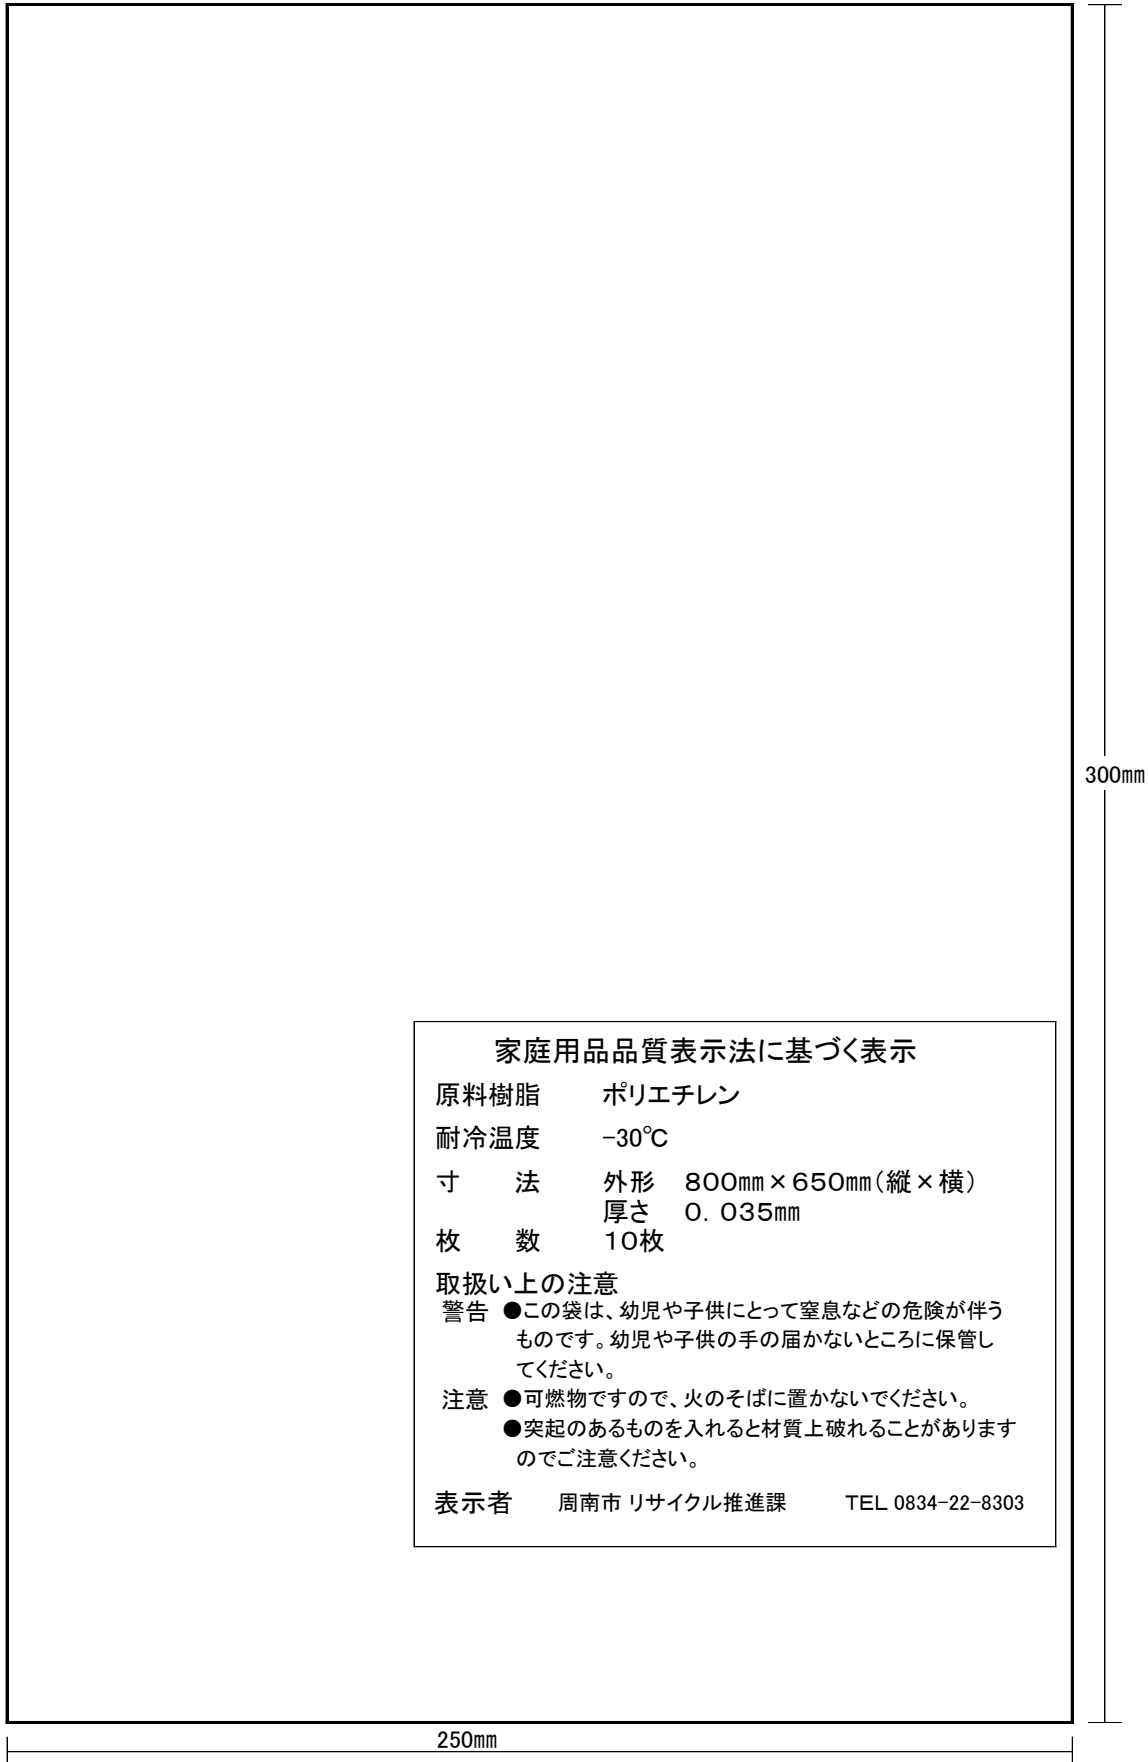 家庭用品品質表示法に基づく表示
原料樹脂 ポリエチレン
耐冷温度 -30℃
寸 法 外形 800㎜×650㎜(縦×横)
厚さ 0.035㎜
枚 数 10枚
取扱い上の注意
警告 ●この袋は、幼児や子供にとって窒息などの危険が伴う
ものです。幼児や子供の手の届かないところに保管し
てください。
注意 ●可燃物ですので、火のそばに置かないでください。
●突起のあるものを入れると材質上破れることがあります
のでご注意ください。
表示者 周南市 リサイクル推進課 TEL 0834-22-8303
300㎜
250㎜